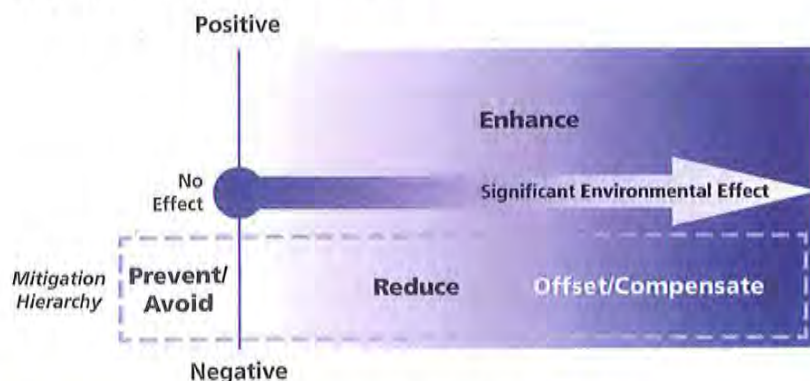 Positive
Enhance
No
Effect
Significant Environmental Effect
Mitigation
Hierarchy
Prevent/
Avoid
Reduce
Offset/Compensate
Negative